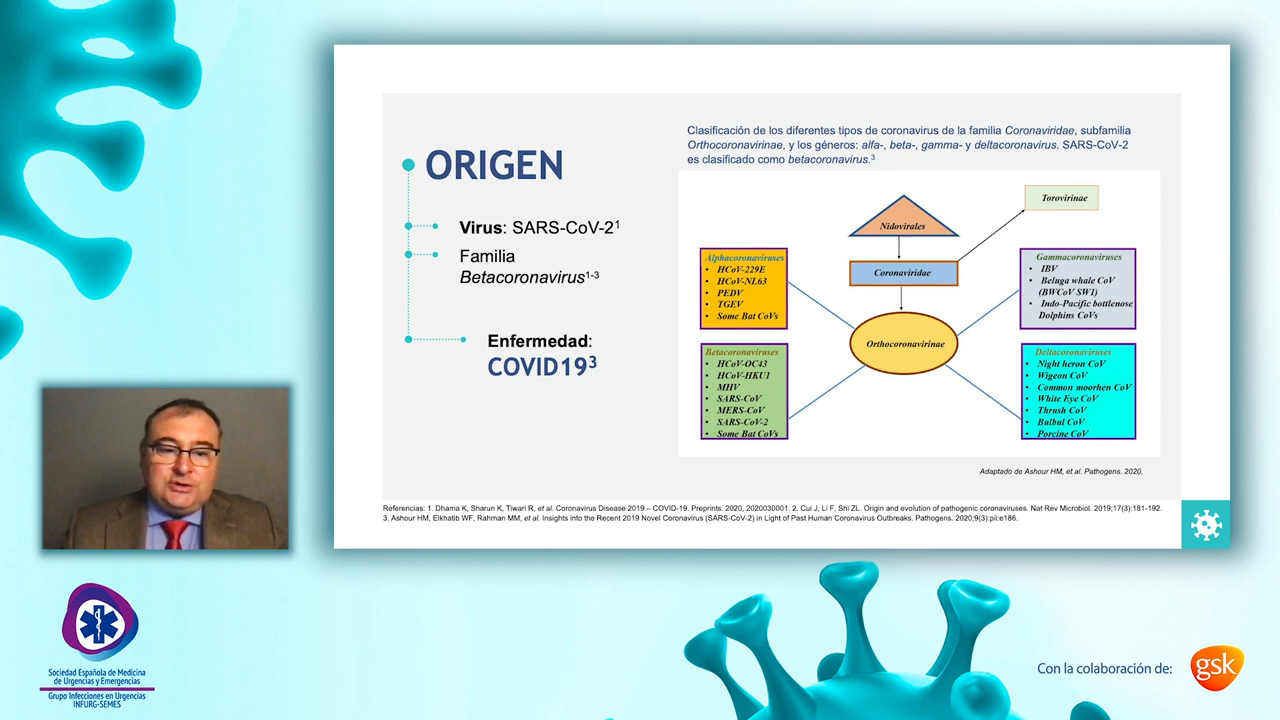 ORIGEN
Virus: SARS-CoV-2¹
Familia
Betacoronavirus¹⁻³
Enfermedad:
COVID19³
Clasificación de los diferentes tipos de coronavirus de la familia Coronaviridae, subfamilia
Orthocoronavirinae, y los géneros: alfa-, beta-, gamma- y deltacoronavirus. SARS-CoV-2
es clasificado como betacoronavirus.³
Torovirinae
Nidovirales
Coronaviridae
Orthocoronavirinae
Alphacoronaviruses
• HCoV-229E
• HCoV-NL63
• PEDV
• TGEV
• Some Bat CoVs
Betacoronaviruses
• HCoV-OC43
• HCoV-HKU1
• MHV
• SARS-CoV
• MERS-CoV
• SARS-CoV-2
• Some Bat CoVs
Gammacoronaviruses
• IBV
• Beluga whale CoV
(BWCoV SW1)
• Indo-Pacific bottlenose
Dolphins CoVs
Deltacoronaviruses
• Night heron CoV
• Wigeon CoV
• Common moorhen CoV
• White Eye CoV
• Thrush CoV
• Bulbul CoV
• Porcine CoV
Adaptado de Ashour HM, et al. Pathogens. 2020.
Referencias: 1. Dhama K, Sharun K, Tiwari R, et al. Coronavirus Disease 2019 – COVID-19. Preprints. 2020, 2020030001. 2. Cui J, Li F, Shi ZL. Origin and evolution of pathogenic coronaviruses. Nat Rev Microbiol. 2019;17(3):181-192.
3. Ashour HM, Elkhatib WF, Rahman MM, et al. Insights into the Recent 2019 Novel Coronavirus (SARS-CoV-2) in Light of Past Human Coronavirus Outbreaks. Pathogens. 2020;9(3):pii:e186.
Sociedad Española de Medicina
de Urgencias y Emergencias
Grupo Infecciones en Urgencias
INFURG-SEMES
Con la colaboración de:
gsk